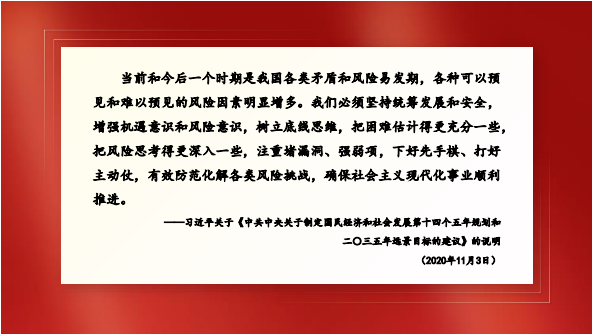 当前和今后一个时期是我国各类矛盾和风险易发期，各种可以预
见和难以预见的风险因素明显增多。我们必须坚持统筹发展和安全，
增强机遇意识和风险意识，树立底线思维，把困难估计得更充分一些，
把风险思考得更深入一些，注重堵漏洞、强弱项，下好先手棋、打好
主动仗，有效防范化解各类风险挑战，确保社会主义现代化事业顺利
推进。
——习近平关于《中共中央关于制定国民经济和社会发展第十四个五年规划和
二〇三五年远景目标的建议》的说明
（2020年11月3日）